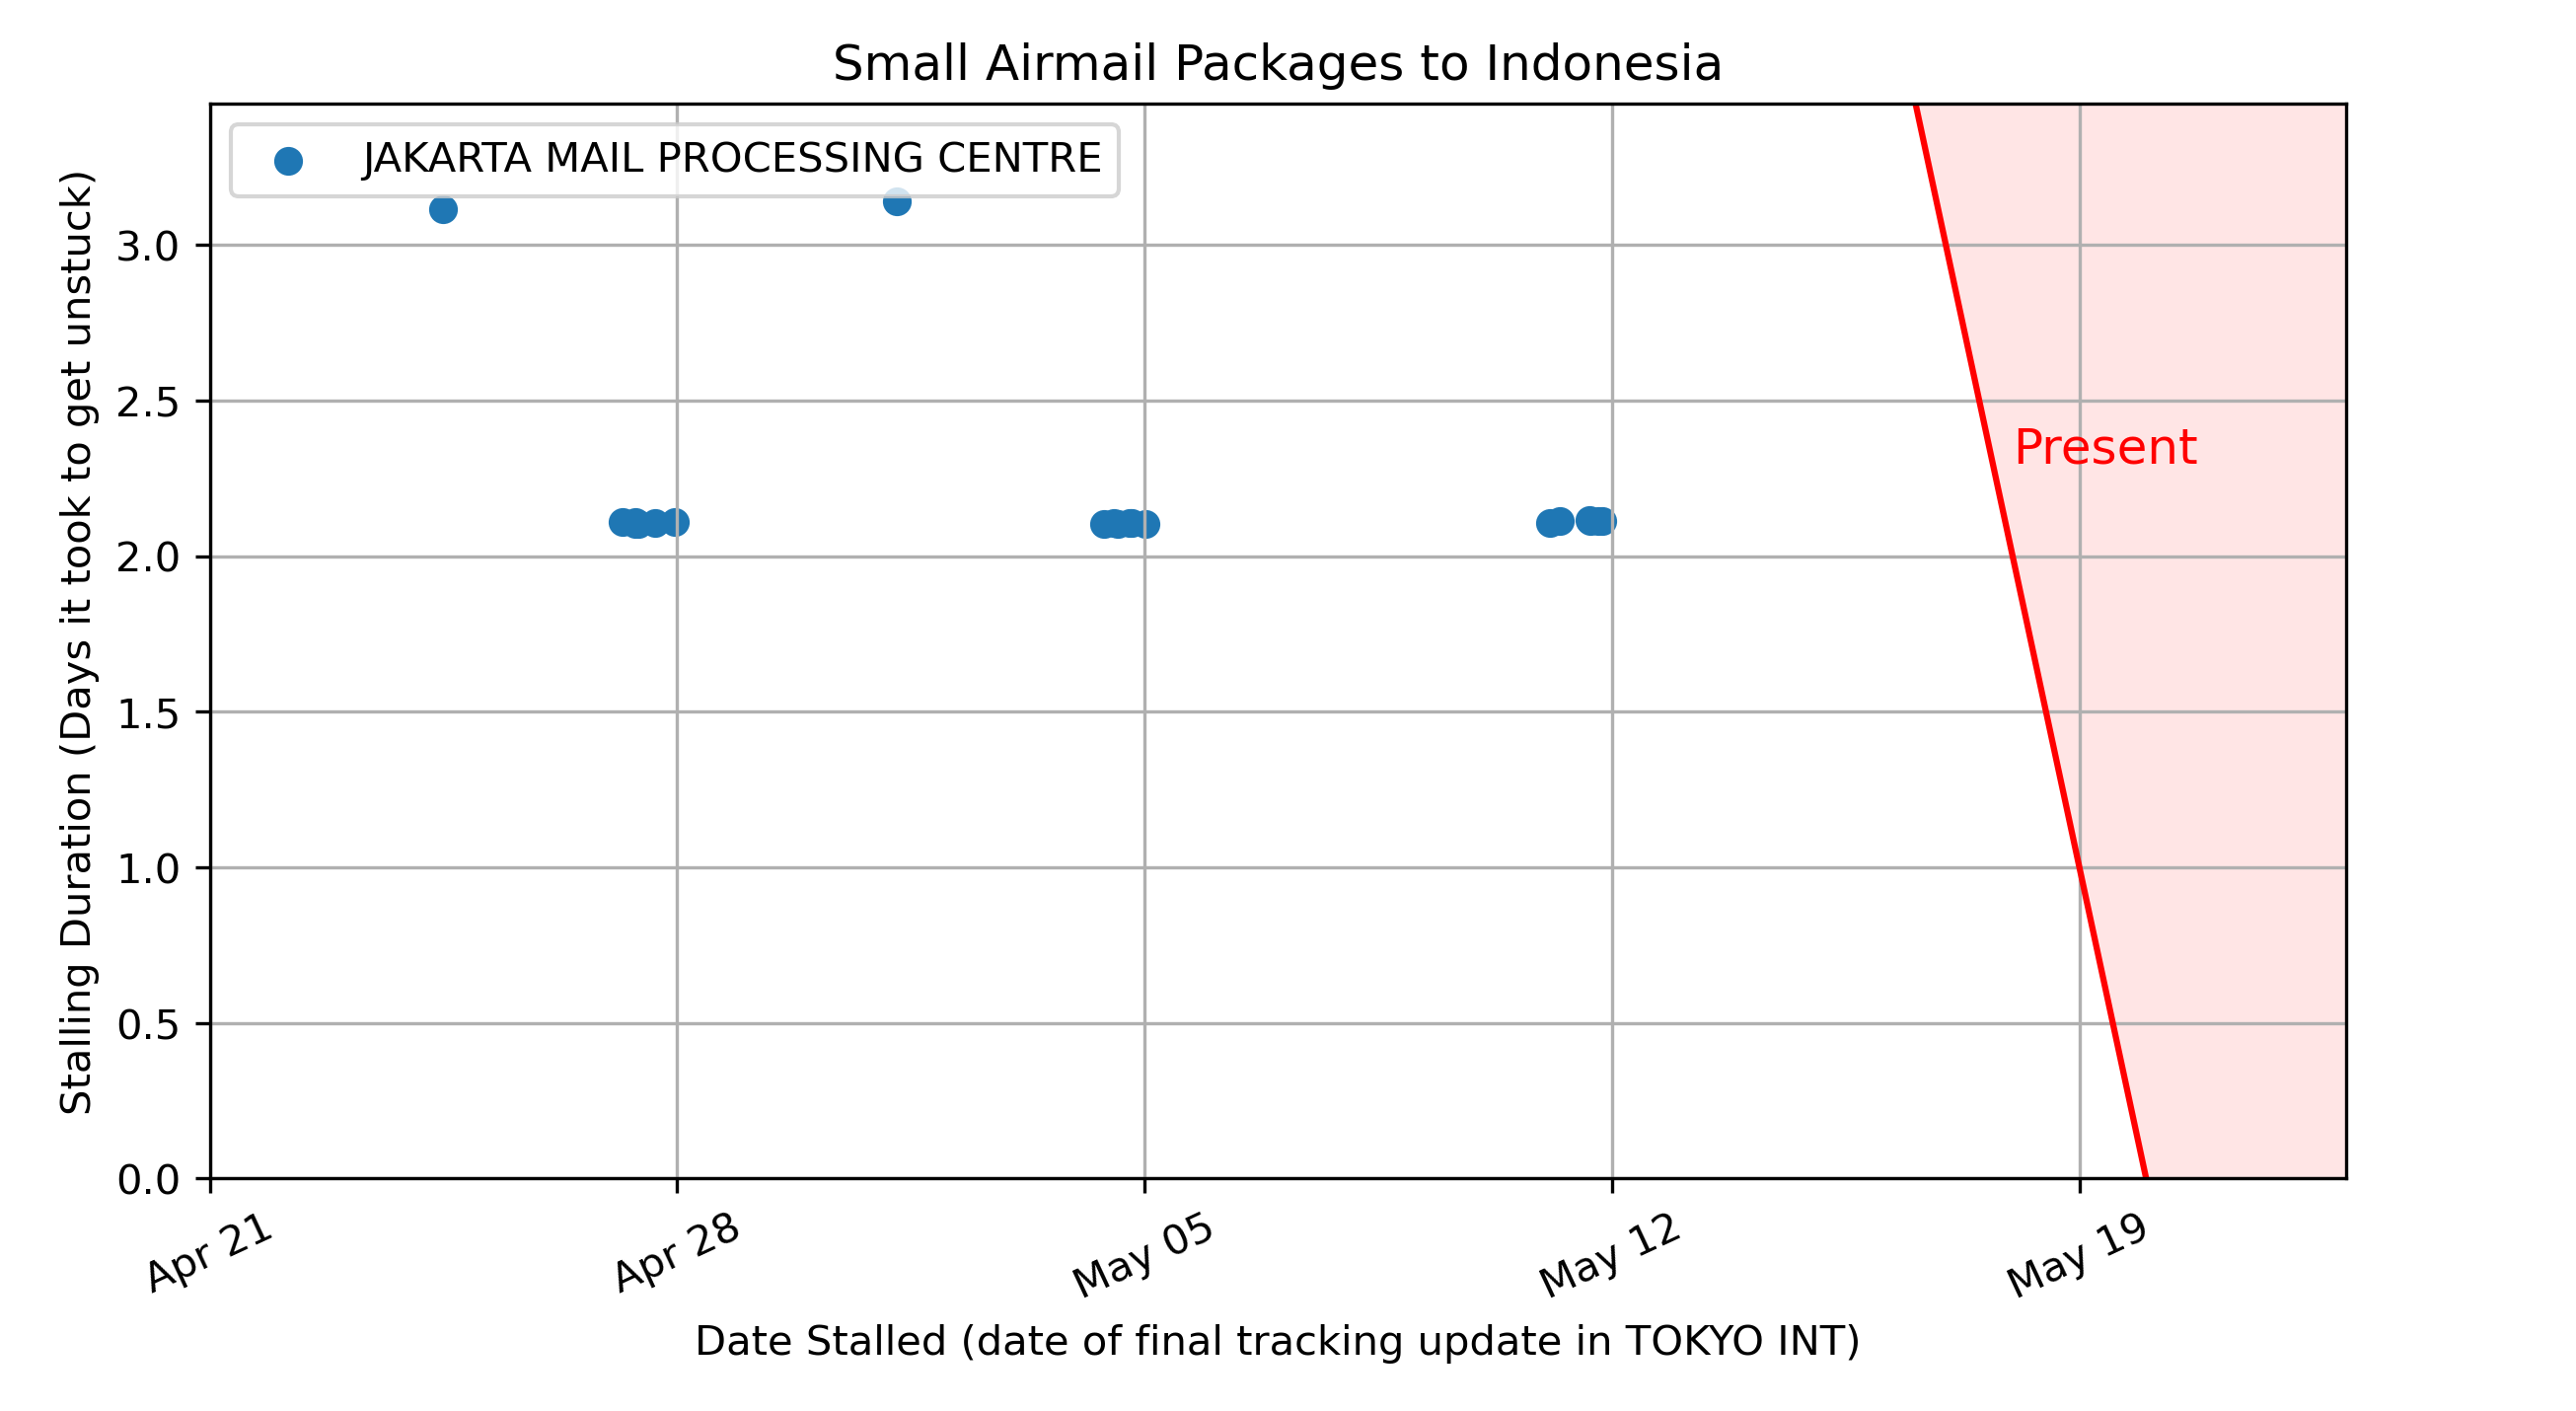 Small Airmail Packages to Indonesia
JAKARTA MAIL PROCESSING CENTRE
Stalling Duration (Days it took to get unstuck)
3.0
2.5
2.0
1.5
1.0
0.5
0.0
Present
Apr 21
Apr 28
May 05
May 12
May 19
Date Stalled (date of final tracking update in TOKYO INT)